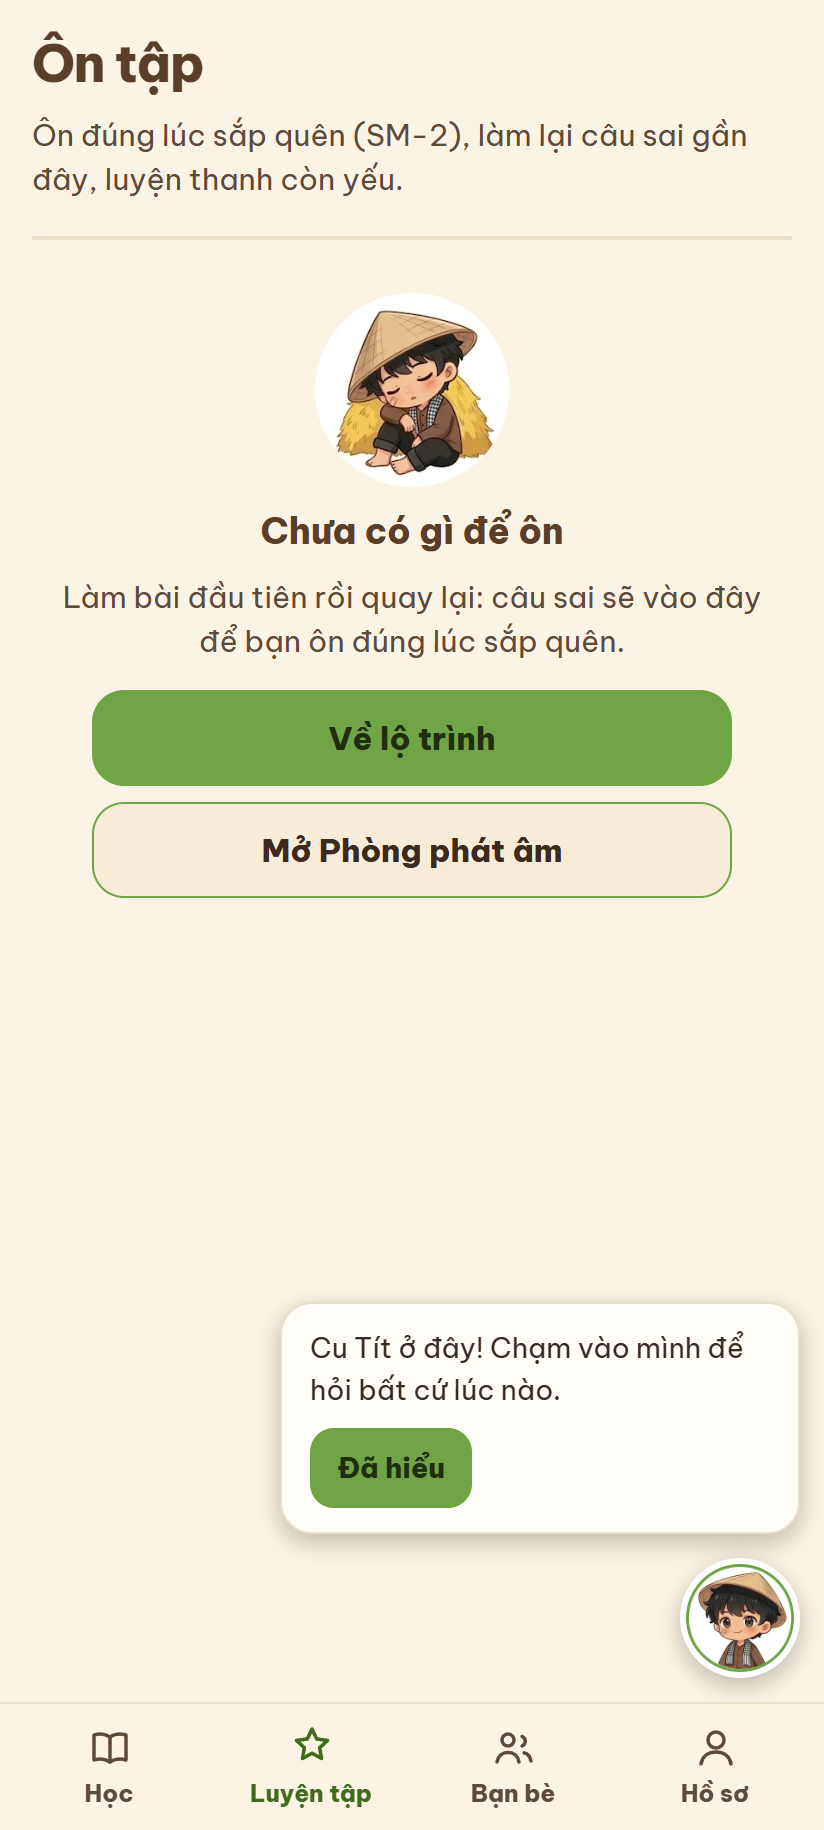 Ôn tập
Ôn đúng lúc sắp quên (SM-2), làm lại câu sai gần
đây, luyện thanh còn yếu.
Chưa có gì để ôn
Làm bài đầu tiên rồi quay lại: câu sai sẽ vào đây
để bạn ôn đúng lúc sắp quên.
Về lộ trình
Mở Phòng phát âm
Cu Tít ở đây! Chạm vào mình để
hỏi bất cứ lúc nào.
Đã hiểu
Học
Luyện tập
Bạn bè
Hồ sơ